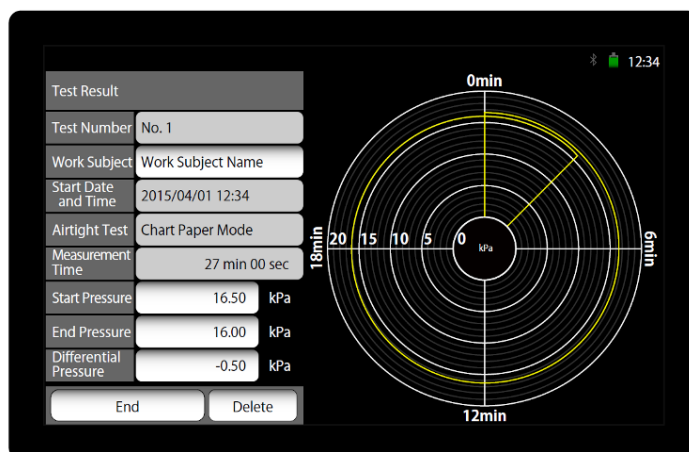 12:34
Test Result
Test Number No. 1
Work Subject Work Subject Name
Start Date
and Time 2015/04/01 12:34
Airtight Test Chart Paper Mode
Measurement
Time 27 min 00 sec
Start Pressure 16.50 kPa
End Pressure 16.00 kPa
Differential
Pressure -0.50 kPa
End Delete
0min
6min
12min
18min
20 15 10 5 0
kPa